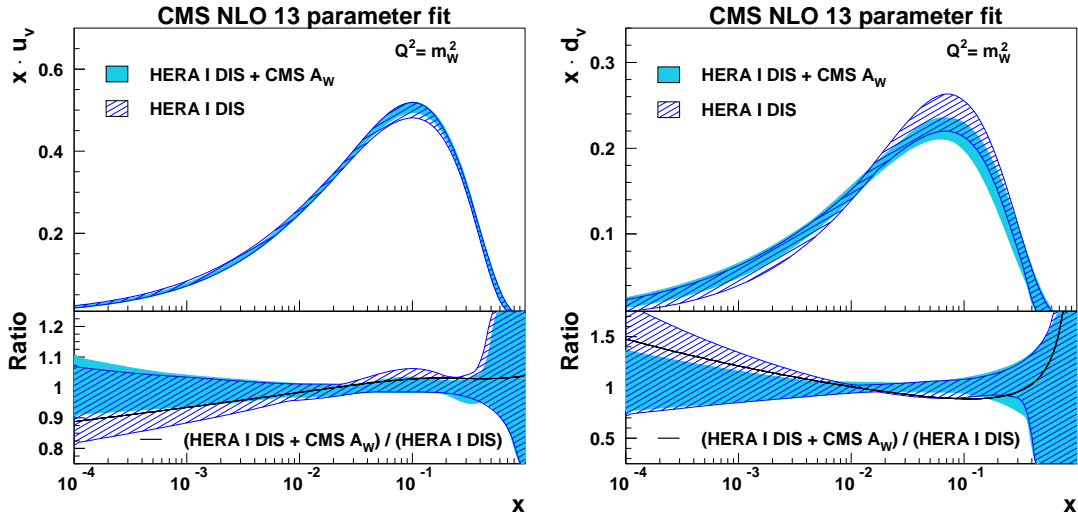 CMS NLO 13 parameter fit
x · u_v
Q² = m_W²
HERA I DIS + CMS A_W
HERA I DIS
0.6
0.4
0.2
Ratio
1.2
1.1
1
0.9
0.8
(HERA I DIS + CMS A_W) / (HERA I DIS)
10⁻⁴ 10⁻³ 10⁻² 10⁻¹
x
CMS NLO 13 parameter fit
x · d_v
Q² = m_W²
HERA I DIS + CMS A_W
HERA I DIS
0.3
0.2
0.1
Ratio
1.5
1
0.5
(HERA I DIS + CMS A_W) / (HERA I DIS)
10⁻⁴ 10⁻³ 10⁻² 10⁻¹
x